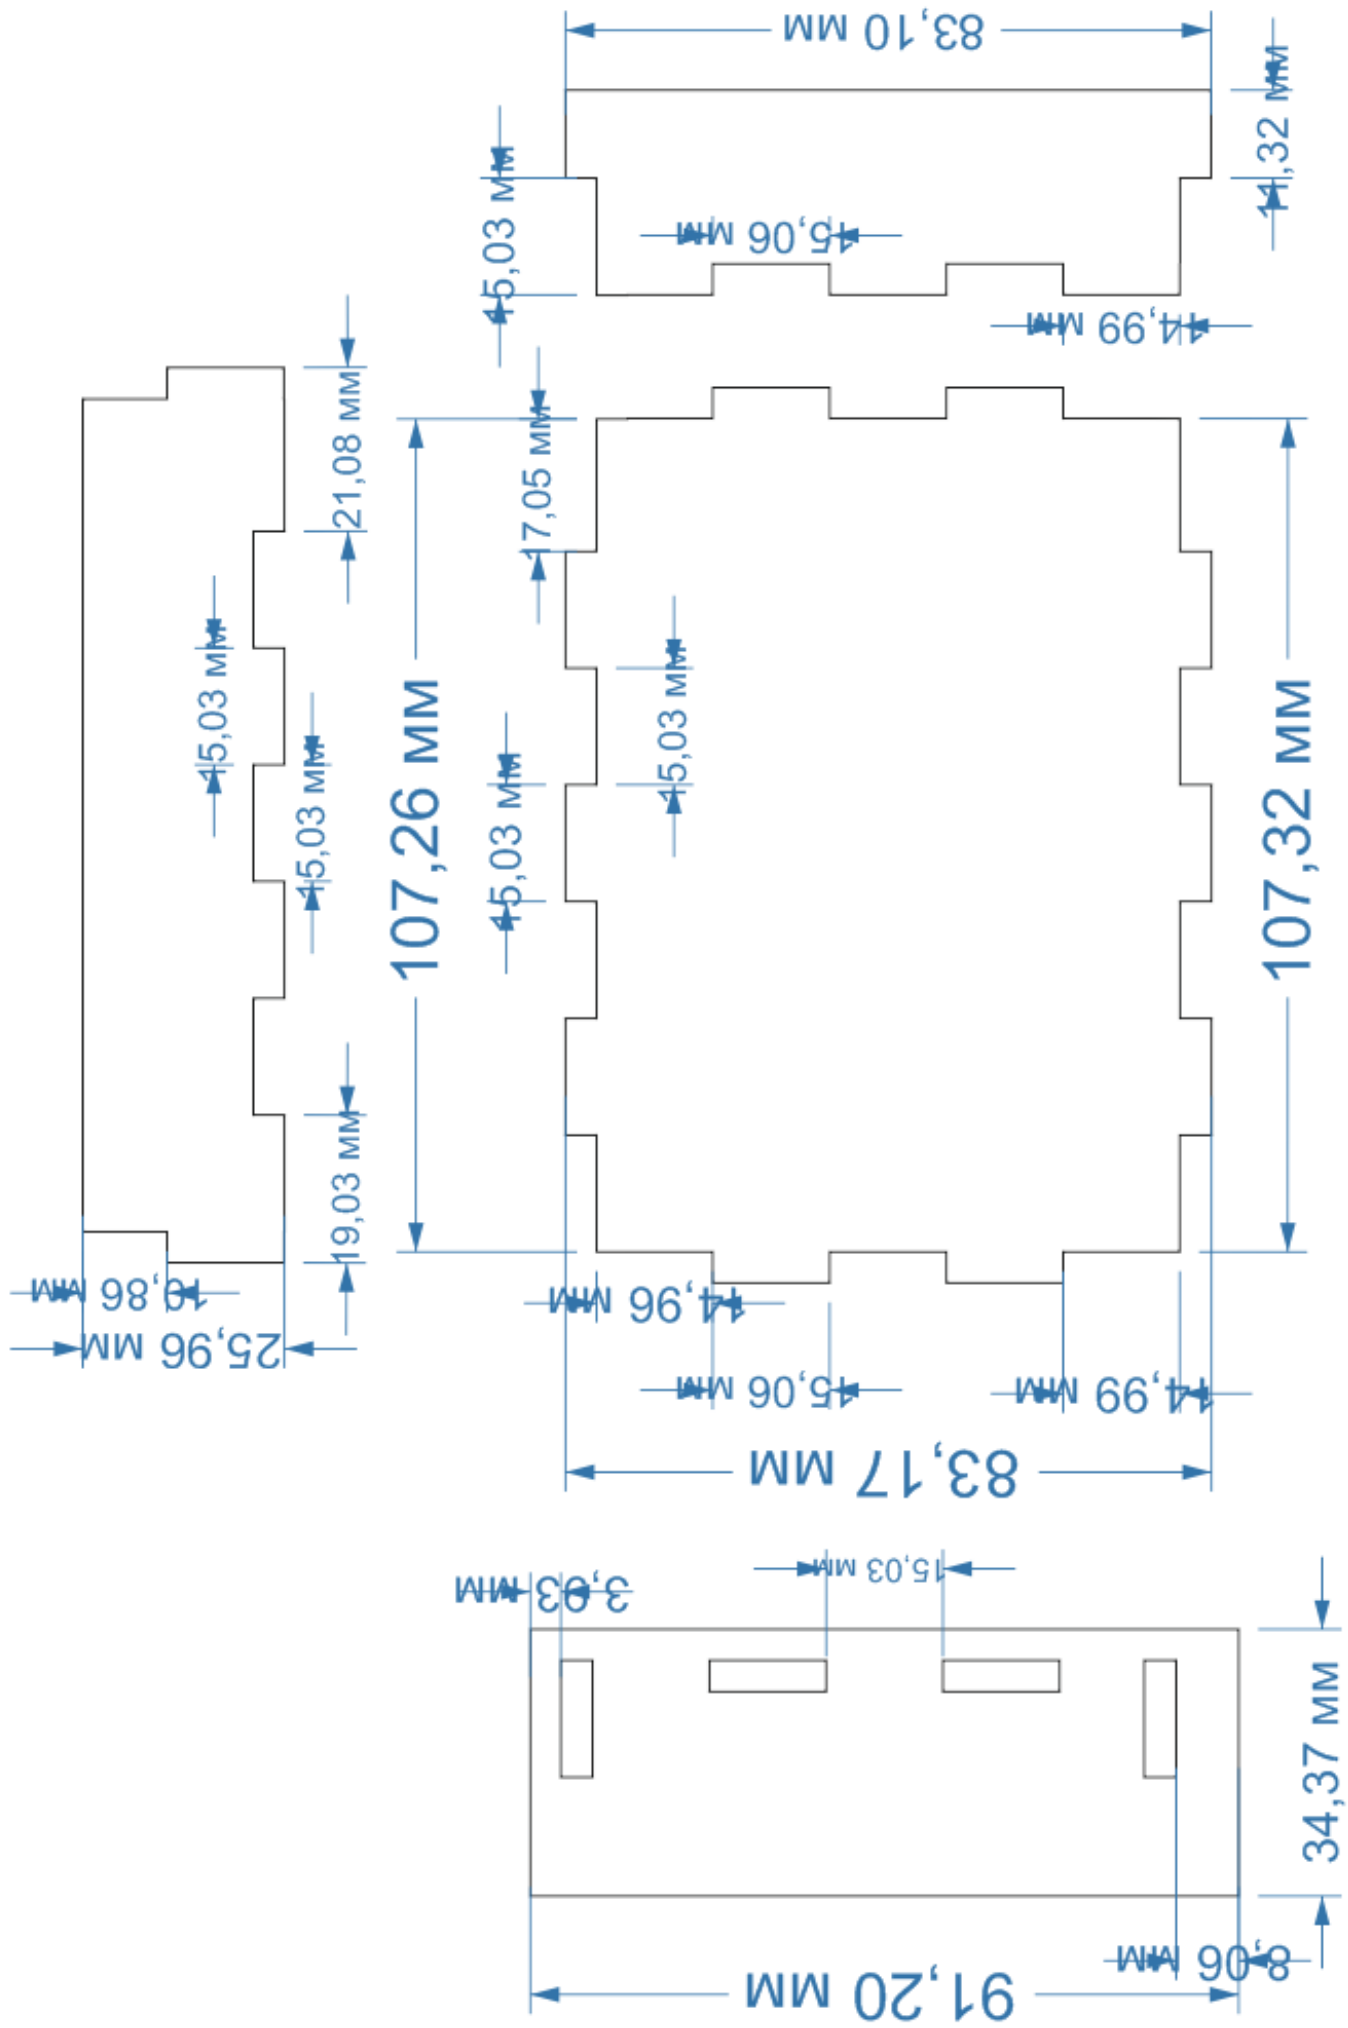 83,10 мм
11,32 мм
15,03 мм
15,06 мм
14,99 мм
21,08 мм
17,05 мм
15,03 мм
15,03 мм
15,03 мм
15,03 мм
107,26 мм
107,32 мм
19,03 мм
10,86 мм
25,96 мм
14,96 мм
15,06 мм
14,99 мм
83,17 мм
3,93 мм
15,03 мм
34,37 мм
8,06 мм
91,20 мм